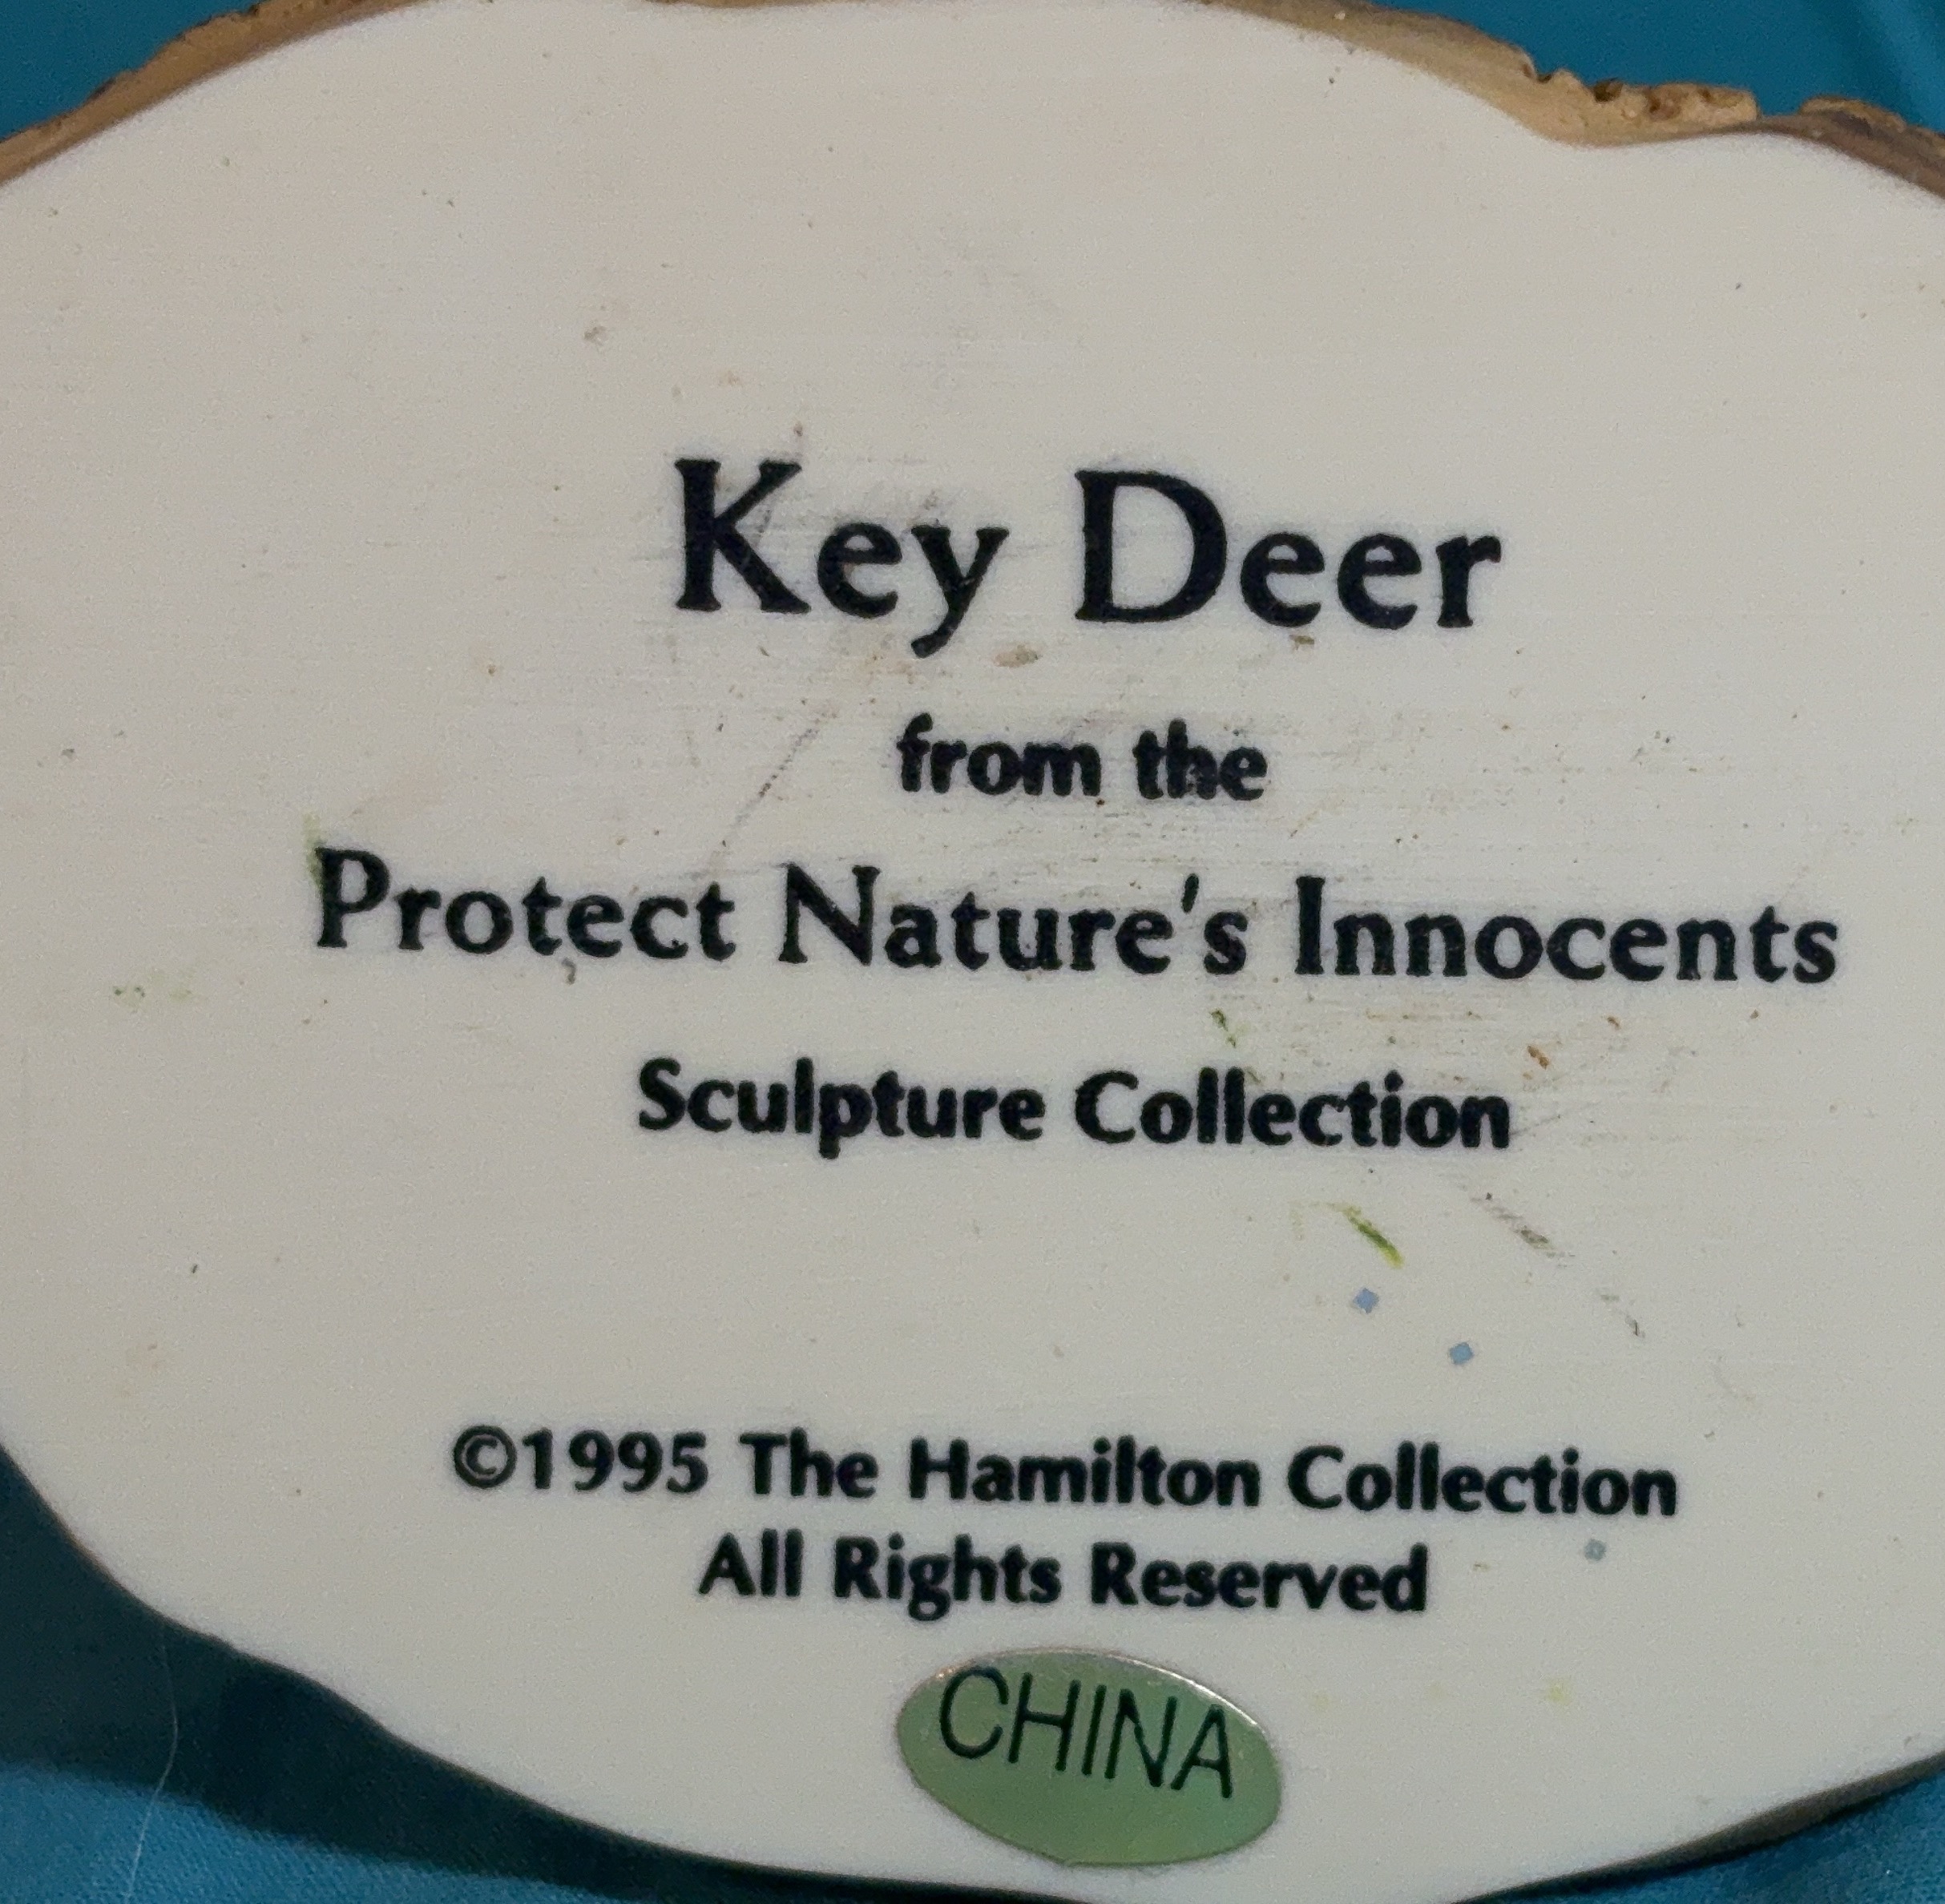 Key Deer
from the
Protect Nature's Innocents
Sculpture Collection
©1995 The Hamilton Collection
All Rights Reserved
CHINA